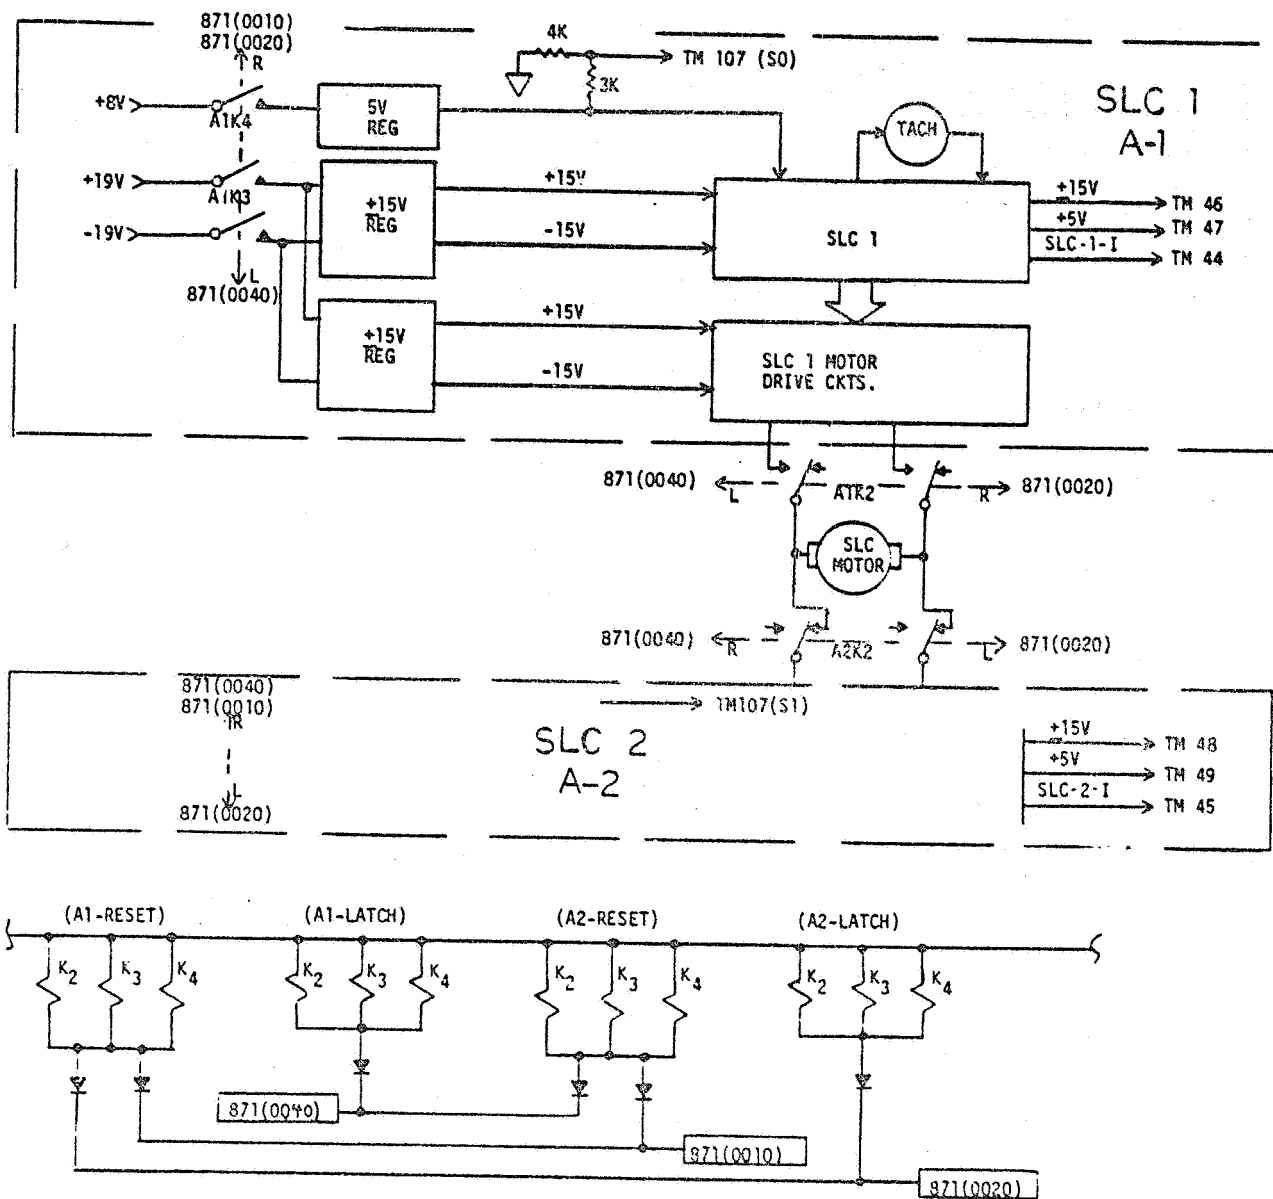 871(0010)
871(0020)
R
4K
TM 107 (S0)
3K
+8V
A1K4
5V
REG
TACH
SLC 1
A-1
+19V
A1K3
-19V
+15V
REG
+15V
-15V
SLC 1
+15V
TM 46
+5V
TM 47
SLC-1-I
TM 44
L
871(0040)
+15V
REG
+15V
-15V
SLC 1 MOTOR
DRIVE CKTS.
871(0040)
L
A1K2
R
871(0020)
SLC
MOTOR
871(0040)
R
A2K2
L
871(0020)
871(0040)
871(0010)
R
L
871(0020)
TM107(S1)
SLC 2
A-2
+15V
TM 48
+5V
TM 49
SLC-2-I
TM 45
(A1-RESET)
(A1-LATCH)
(A2-RESET)
(A2-LATCH)
K2
K3
K4
K2
K3
K4
K2
K3
K4
K2
K3
K4
871(0040)
871(0010)
871(0020)